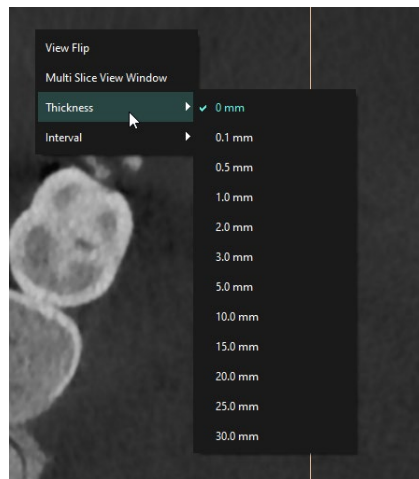 View Flip
Multi Slice View Window
Thickness
Interval
0 mm
0.1 mm
0.5 mm
1.0 mm
2.0 mm
3.0 mm
5.0 mm
10.0 mm
15.0 mm
20.0 mm
25.0 mm
30.0 mm